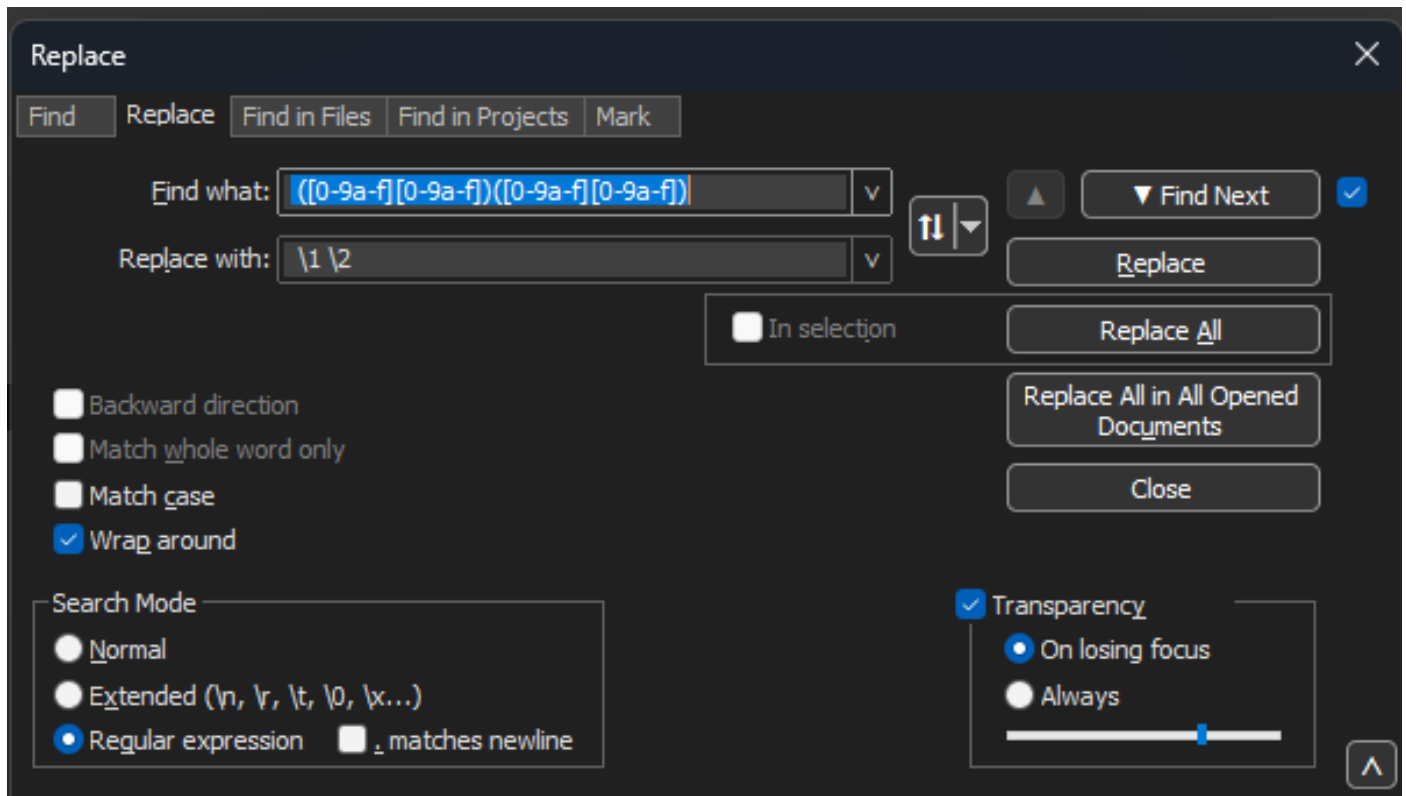 Replace
Find Replace Find in Files Find in Projects Mark
Find what: ([0-9a-f][0-9a-f])([0-9a-f][0-9a-f]) ▲ ▼ Find Next
Replace with: \1 \2 Replace
In selection Replace All
Backward direction Replace All in All Opened
Documents
Match whole word only
Match case Close
Wrap around
Search Mode Transparency
Normal On losing focus
Extended (\n, \r, \t, \0, \x...) Always
Regular expression . matches newline